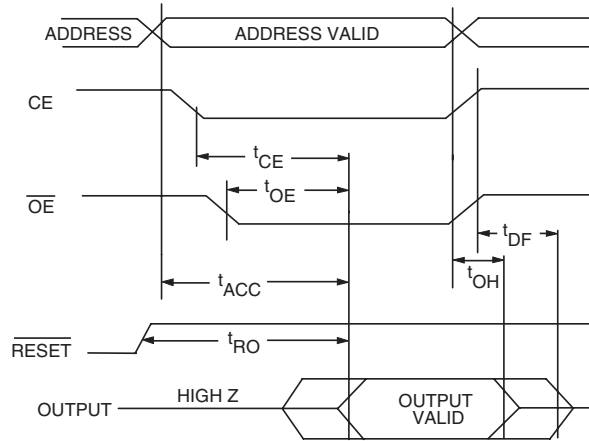 ADDRESS ADDRESS VALID
CE
tCE
tOE
OE
tDF
tOH
tACC
RESET
tRO
HIGH Z
OUTPUT
OUTPUT
VALID